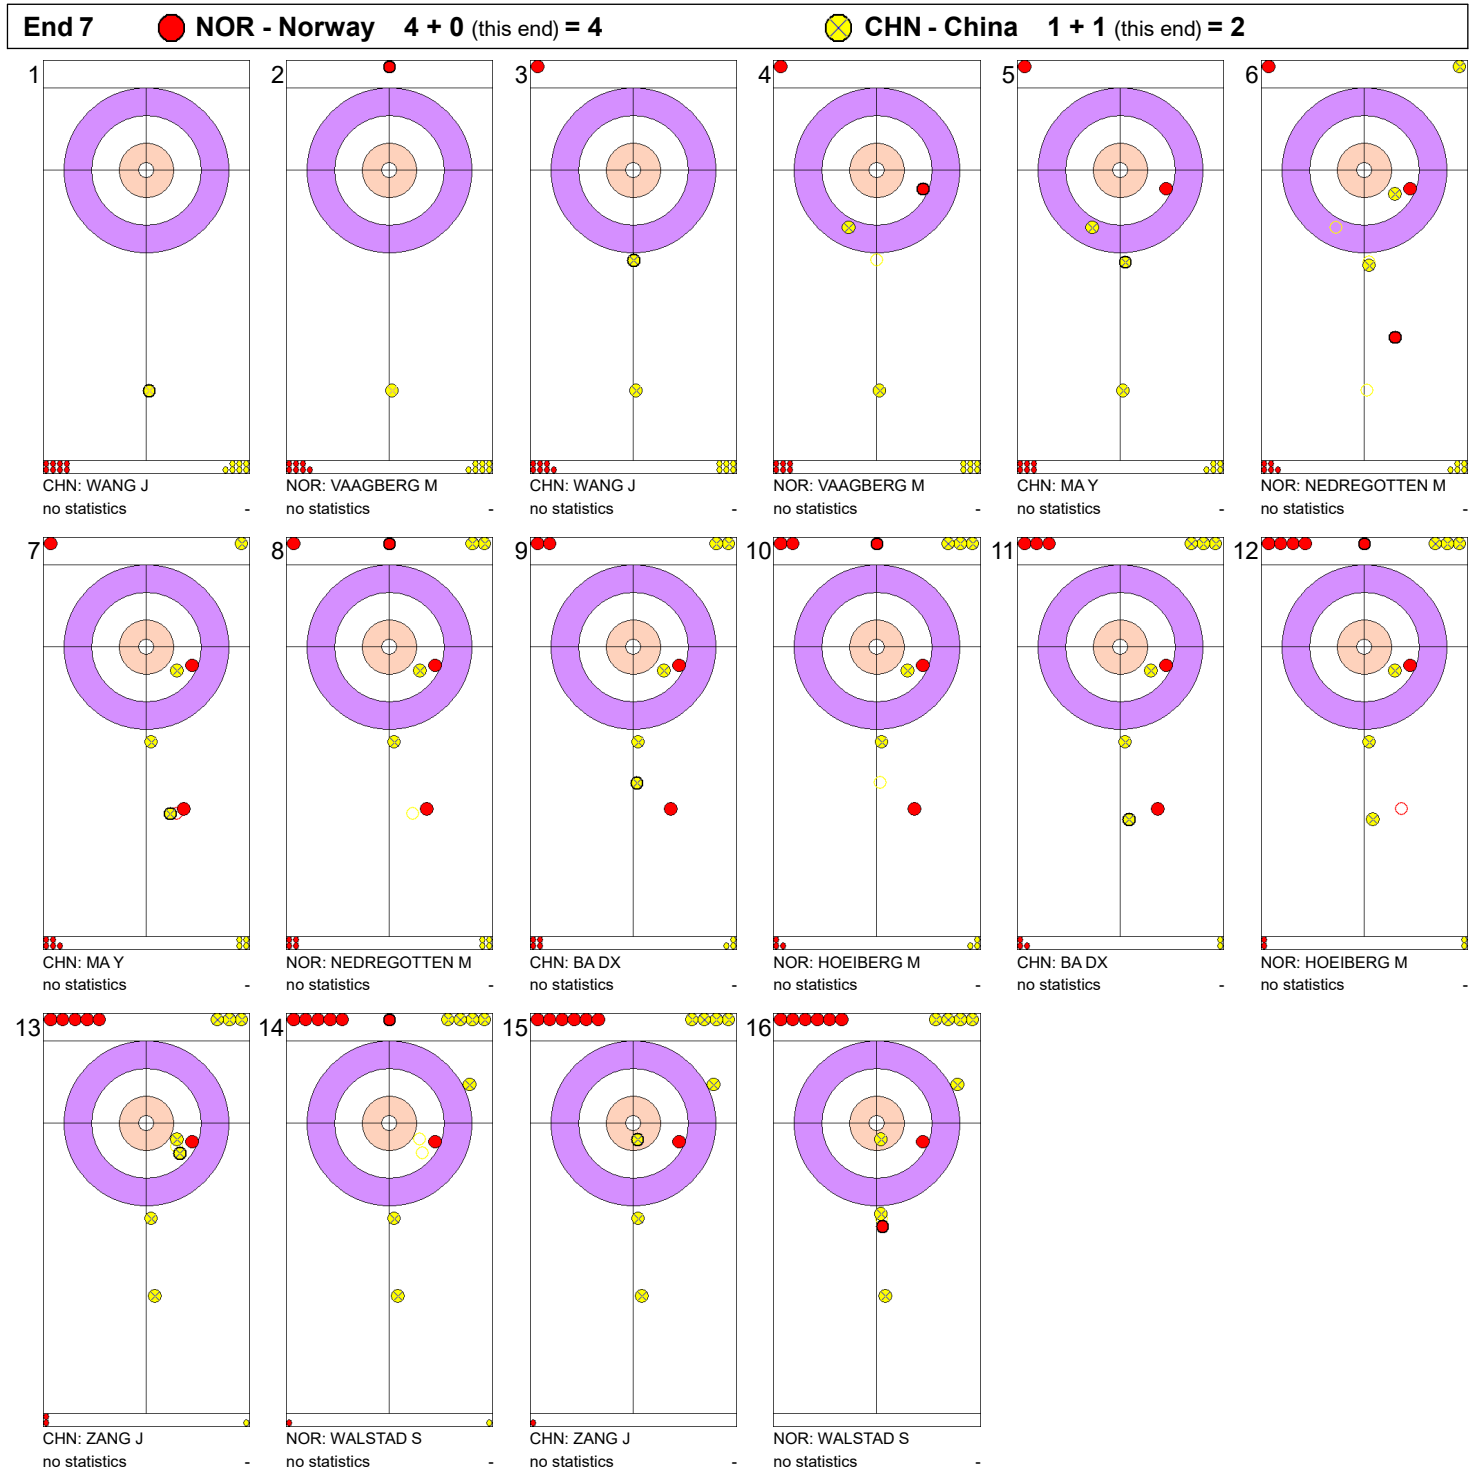 End 7 NOR - Norway 4 + 0 (this end) = 4 CHN - China 1 + 1 (this end) = 2
1 2 3 4 5 6
CHN: WANG J NOR: VAAGBERG M CHN: WANG J NOR: VAAGBERG M CHN: MA Y NOR: NEDREGOTTEN M
no statistics - no statistics - no statistics - no statistics - no statistics - no statistics -
7 8 9 10 11 12
CHN: MA Y NOR: NEDREGOTTEN M CHN: BA DX NOR: HOEIBERG M CHN: BA DX NOR: HOEIBERG M
no statistics - no statistics - no statistics - no statistics - no statistics - no statistics -
13 14 15 16
CHN: ZANG J NOR: WALSTAD S CHN: ZANG J NOR: WALSTAD S
no statistics - no statistics - no statistics - no statistics -